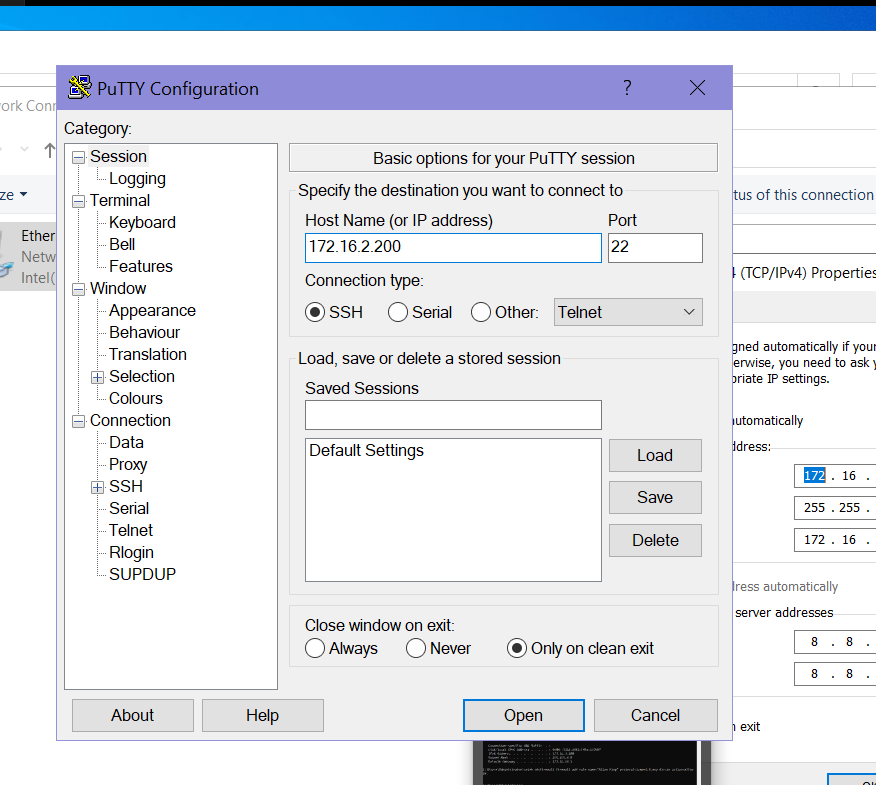 PuTTY Configuration
?
Category:
Session
Logging
Terminal
Keyboard
Bell
Features
Window
Appearance
Behaviour
Translation
Selection
Colours
Connection
Data
Proxy
SSH
Serial
Telnet
Rlogin
SUPDUP
Basic options for your PuTTY session
Specify the destination you want to connect to
Host Name (or IP address) Port
172.16.2.200 22
Connection type:
SSH Serial Other: Telnet
Load, save or delete a stored session
Saved Sessions
Default Settings
Load
Save
Delete
Close window on exit:
Always Never Only on clean exit
About Help Open Cancel
ork Conn
ze
Ether
Netw
Intel(
tus of this connection
4 (TCP/IPv4) Properties
gned automatically if your
erwise, you need to ask y
priate IP settings.
automatically
ddress:
172 . 16 .
255 . 255 .
172 . 16 .
dress automatically
server addresses
8 . 8 .
8 . 8 .
n exit